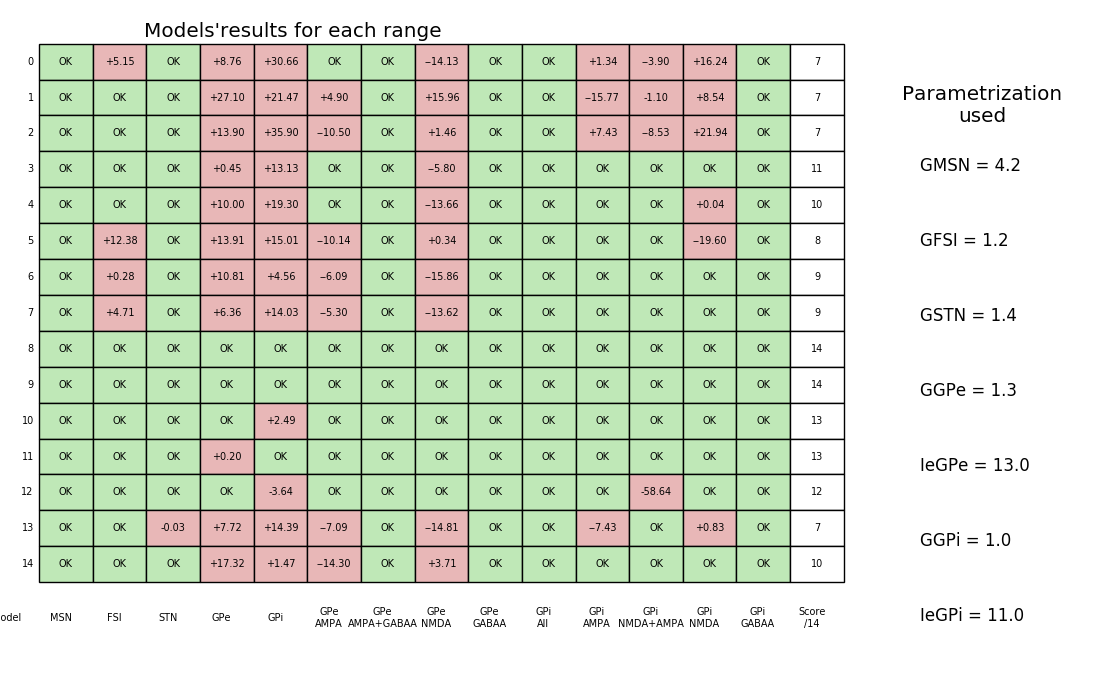 Models'results for each range
0 OK +5.15 OK +8.76 +30.66 OK OK −14.13 OK OK +1.34 −3.90 +16.24 OK 7
1 OK OK OK +27.10 +21.47 +4.90 OK +15.96 OK OK −15.77 -1.10 +8.54 OK 7
2 OK OK OK +13.90 +35.90 −10.50 OK +1.46 OK OK +7.43 −8.53 +21.94 OK 7
3 OK OK OK +0.45 +13.13 OK OK −5.80 OK OK OK OK OK OK 11
4 OK OK OK +10.00 +19.30 OK OK −13.66 OK OK OK OK +0.04 OK 10
5 OK +12.38 OK +13.91 +15.01 −10.14 OK +0.34 OK OK OK OK −19.60 OK 8
6 OK +0.28 OK +10.81 +4.56 −6.09 OK −15.86 OK OK OK OK OK OK 9
7 OK +4.71 OK +6.36 +14.03 −5.30 OK −13.62 OK OK OK OK OK OK 9
8 OK OK OK OK OK OK OK OK OK OK OK OK OK OK 14
9 OK OK OK OK OK OK OK OK OK OK OK OK OK OK 14
10 OK OK OK OK +2.49 OK OK OK OK OK OK OK OK OK 13
11 OK OK OK +0.20 OK OK OK OK OK OK OK OK OK OK 13
12 OK OK OK OK -3.64 OK OK OK OK OK OK -58.64 OK OK 12
13 OK OK -0.03 +7.72 +14.39 −7.09 OK −14.81 OK OK −7.43 OK +0.83 OK 7
14 OK OK OK +17.32 +1.47 −14.30 OK +3.71 OK OK OK OK OK OK 10
odel MSN FSI STN GPe GPi GPe GPe GPe GPe GPi GPi GPi GPi GPi Score
AMPA AMPA+GABAA NMDA GABAA All AMPA NMDA+AMPA NMDA GABAA /14
Parametrization
used
GMSN = 4.2
GFSI = 1.2
GSTN = 1.4
GGPe = 1.3
IeGPe = 13.0
GGPi = 1.0
IeGPi = 11.0